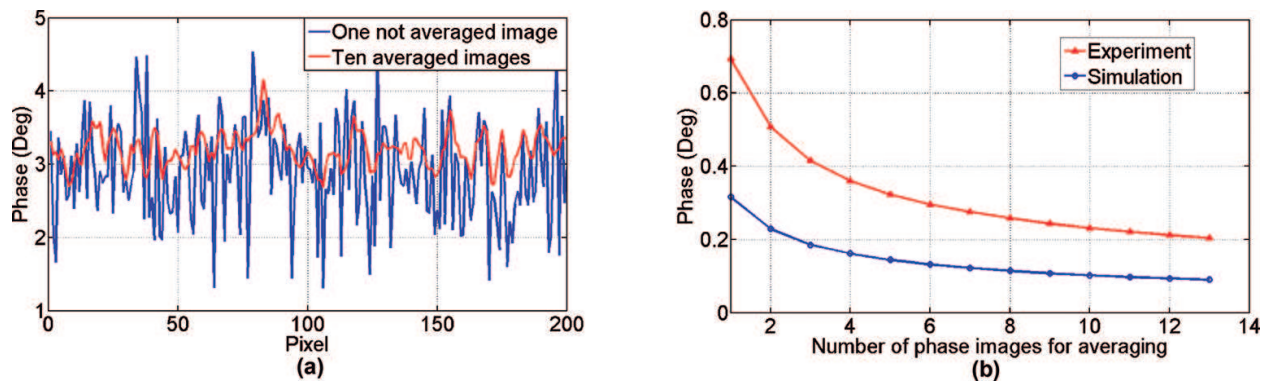 5
4
3
2
1
Phase (Deg)
One not averaged image
Ten averaged images
0
50
100
150
200
Pixel
(a)
0.8
0.6
0.4
0.2
0
Phase (Deg)
Experiment
Simulation
2
4
6
8
10
12
14
Number of phase images for averaging
(b)